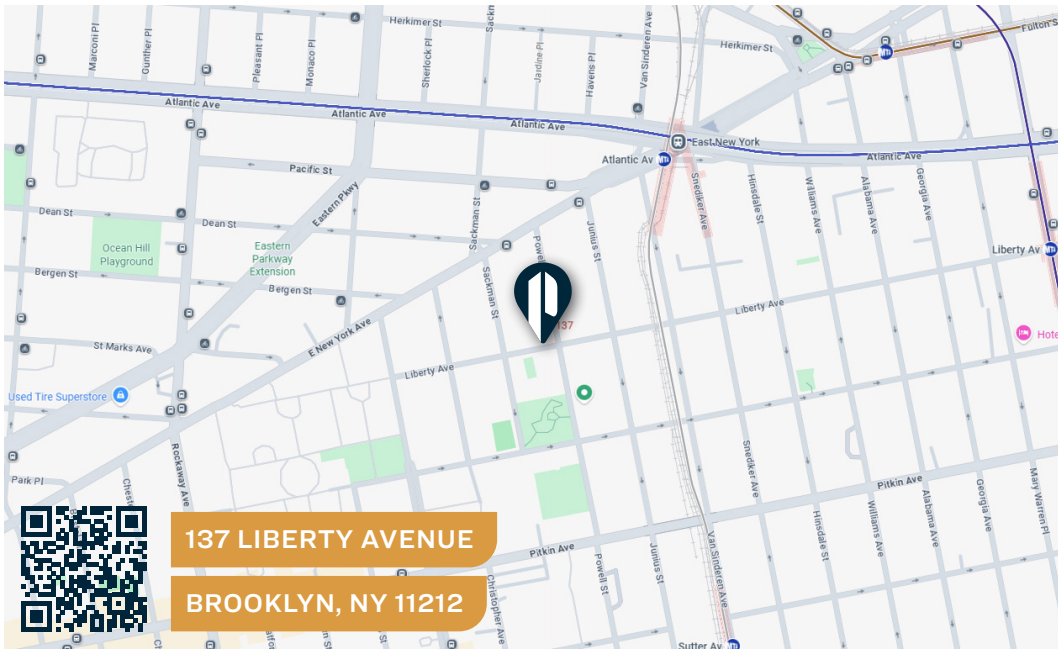 Herkimer St
Fulton S
Marconi Pl
Gunther Pl
Pleasant Pl
Monaco Pl
Sherlock Pl
Sackm
Jardine Pl
Havens Pl
Van Sinderen Ave
Herkimer St
Atlantic Ave
Atlantic Ave
Atlantic Ave
East New York
Atlantic Av
Atlantic Ave
Pacific St
Eastern Pkwy
Sackman St
Snediker Ave
Hinsdale St
Williams Ave
Alabama Ave
Georgia Ave
Dean St
Dean St
Powel
Junius St
Ocean Hill
Playground
Eastern
Parkway
Extension
Liberty Av
Bergen St
Bergen St
Sackman St
Liberty Ave
137
St Marks Ave
E New York Ave
Hote
Liberty Ave
Used Tire Superstore
Rockaway Ave
Snediker Ave
Park Pl
Chest
Pitkin Ave
Hinsdale St
Williams Ave
Alabama Ave
Georgia Ave
Mary Warren Pl
137 LIBERTY AVENUE
Pitkin Ave
Van Sinderen Ave
Powell St
Junius St
BROOKLYN, NY 11212
Christopher Ave
Sutter Av